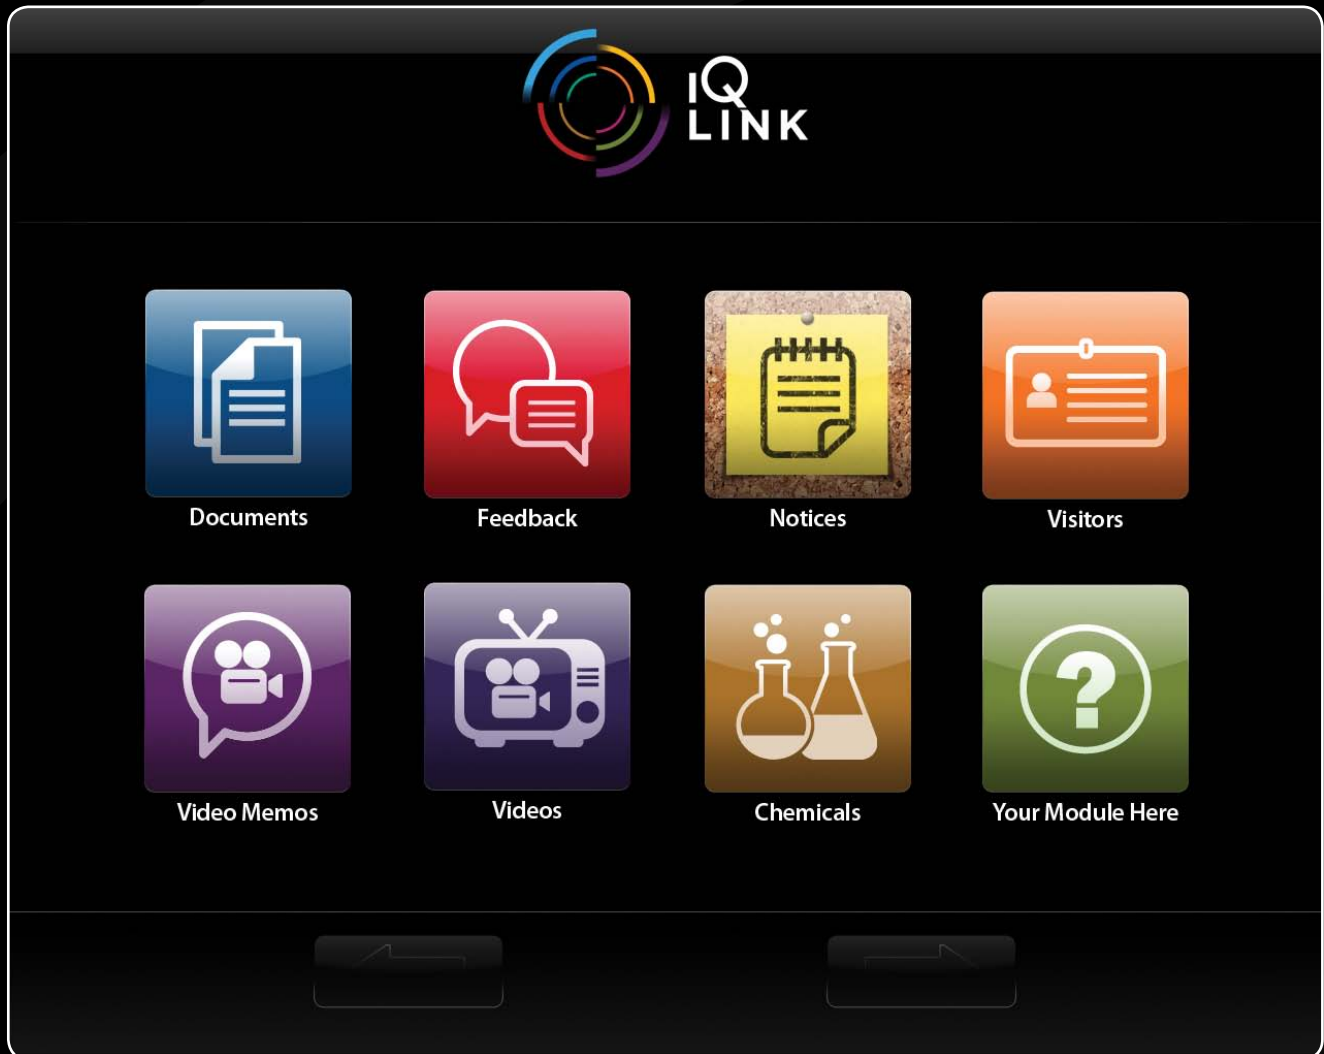 IQ
LINK
Documents
Feedback
Notices
Visitors
Video Memos
Videos
Chemicals
Your Module Here